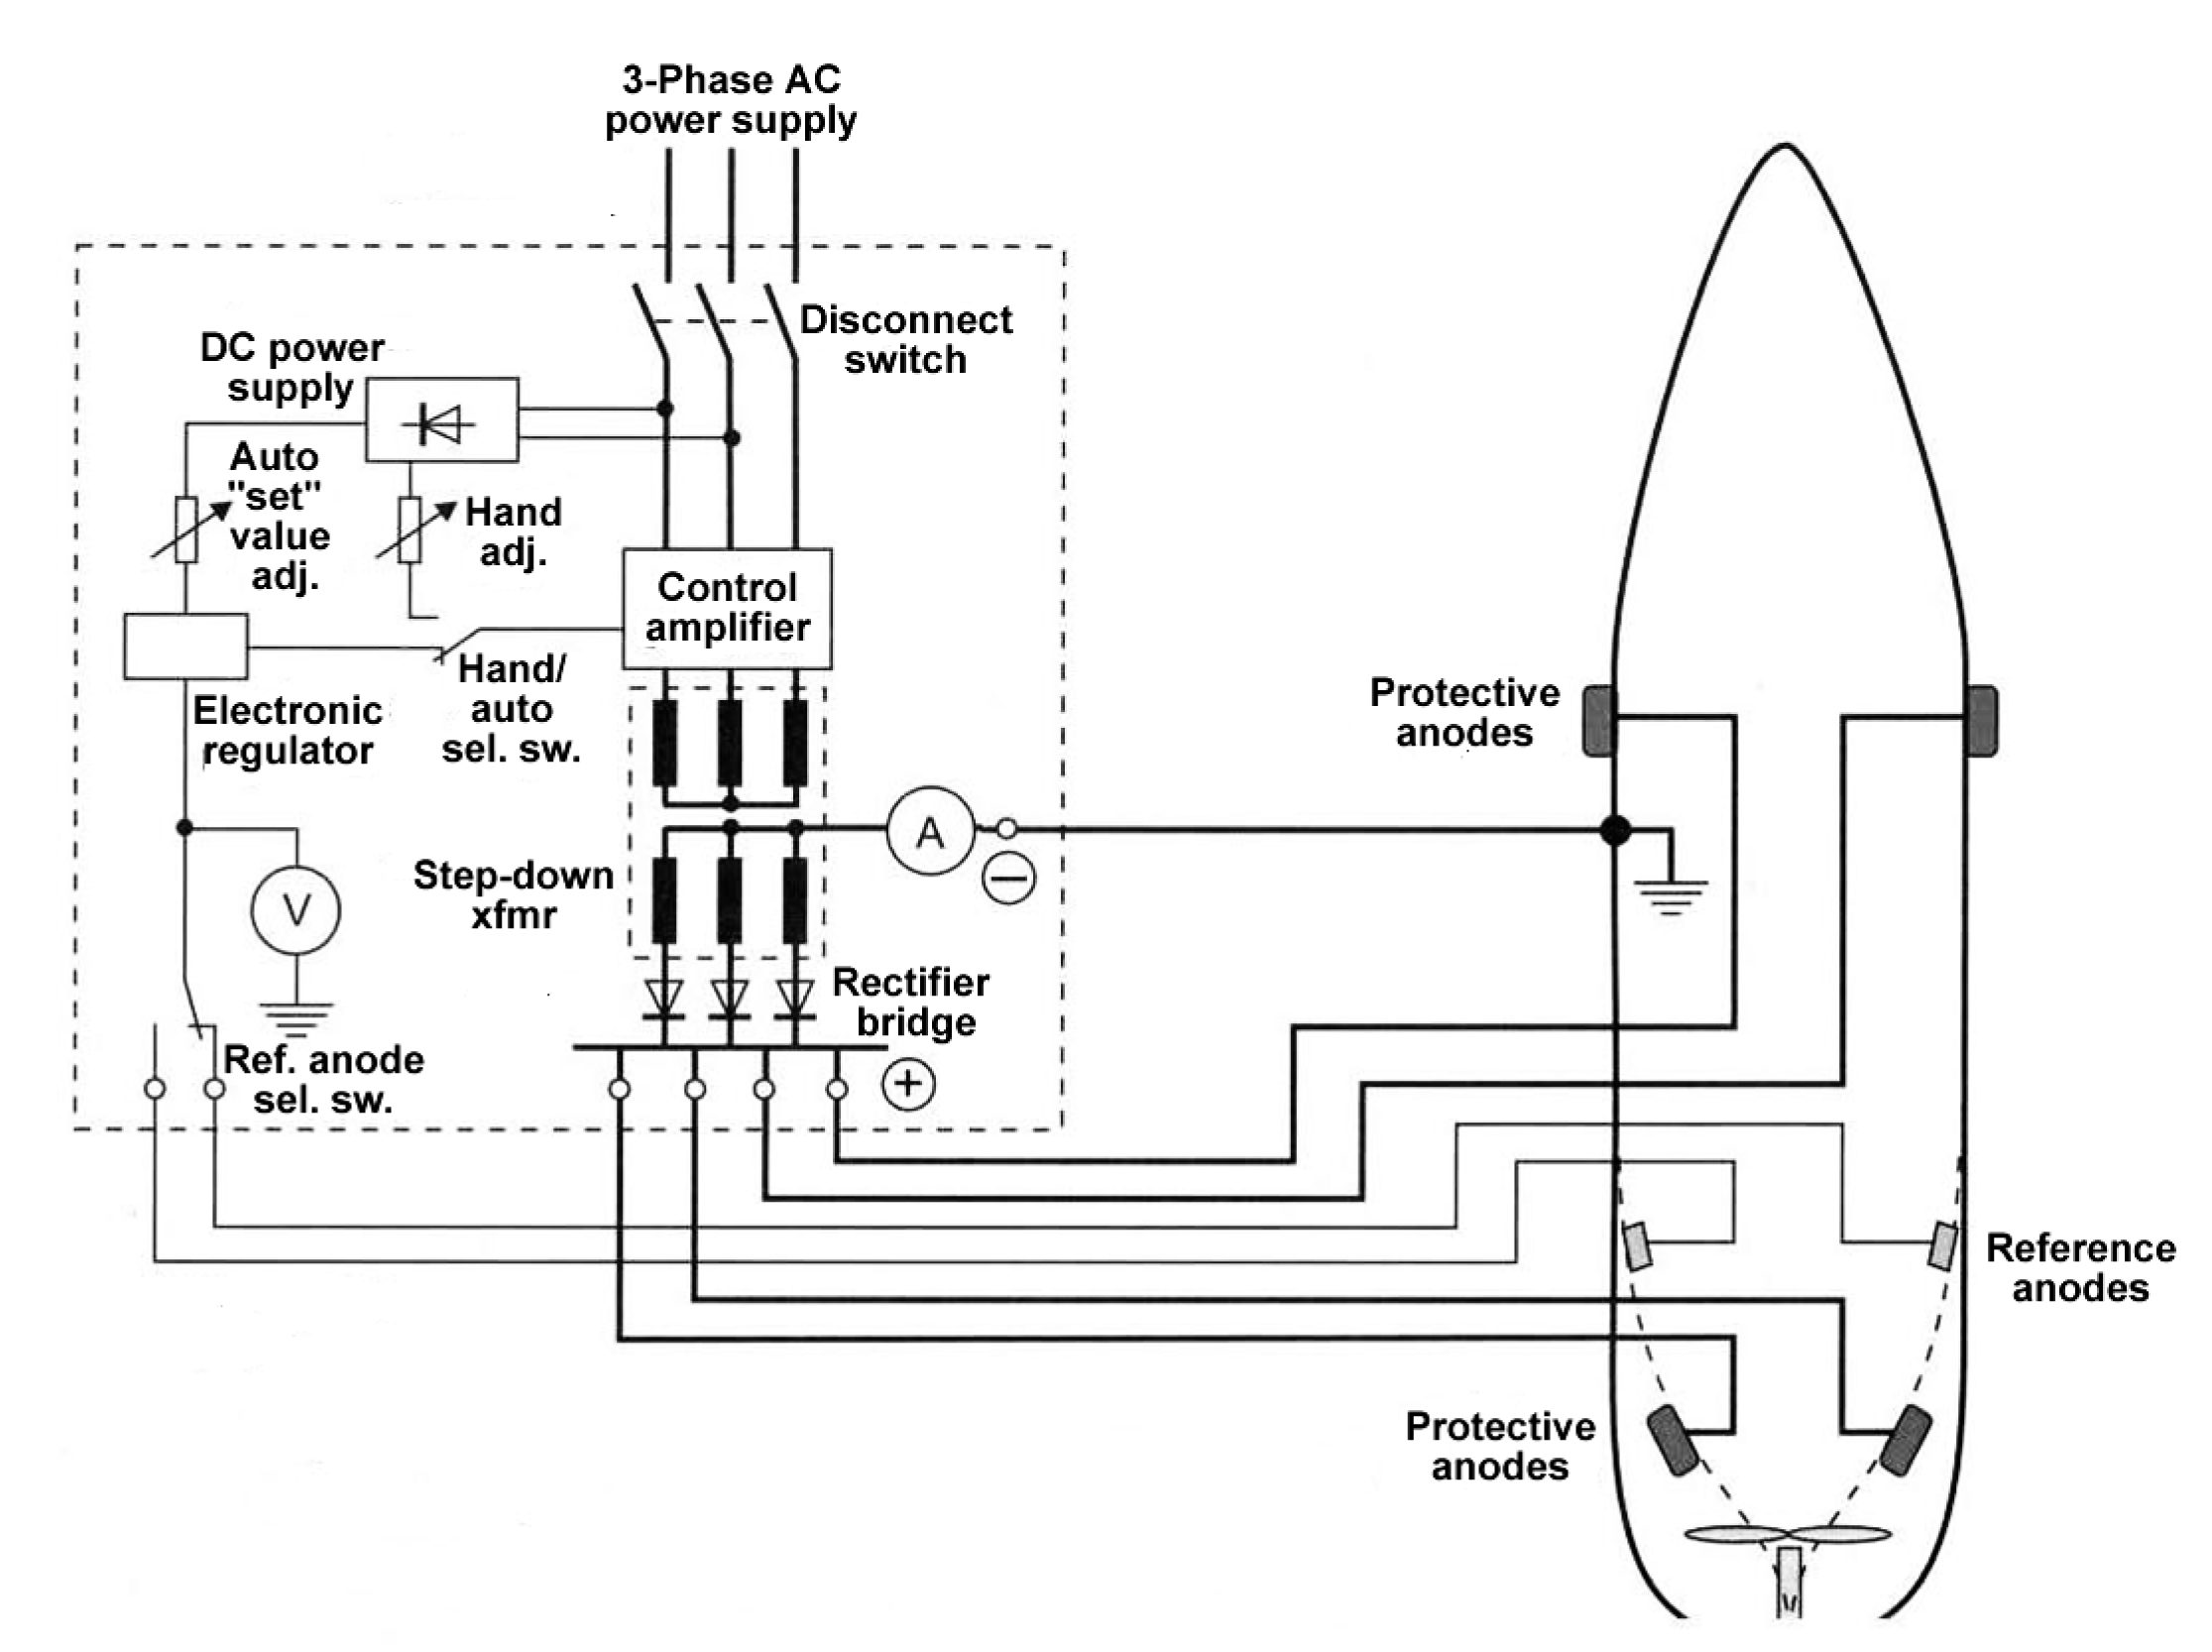 3-Phase AC
power supply
Disconnect
switch
DC power
supply
Auto
"set"
value
adj.
Hand
adj.
Control
amplifier
Hand/
auto
sel. sw.
Electronic
regulator
Protective
anodes
A
−
Step-down
xfmr
V
Rectifier
bridge
Ref. anode
sel. sw.
+
Reference
anodes
Protective
anodes